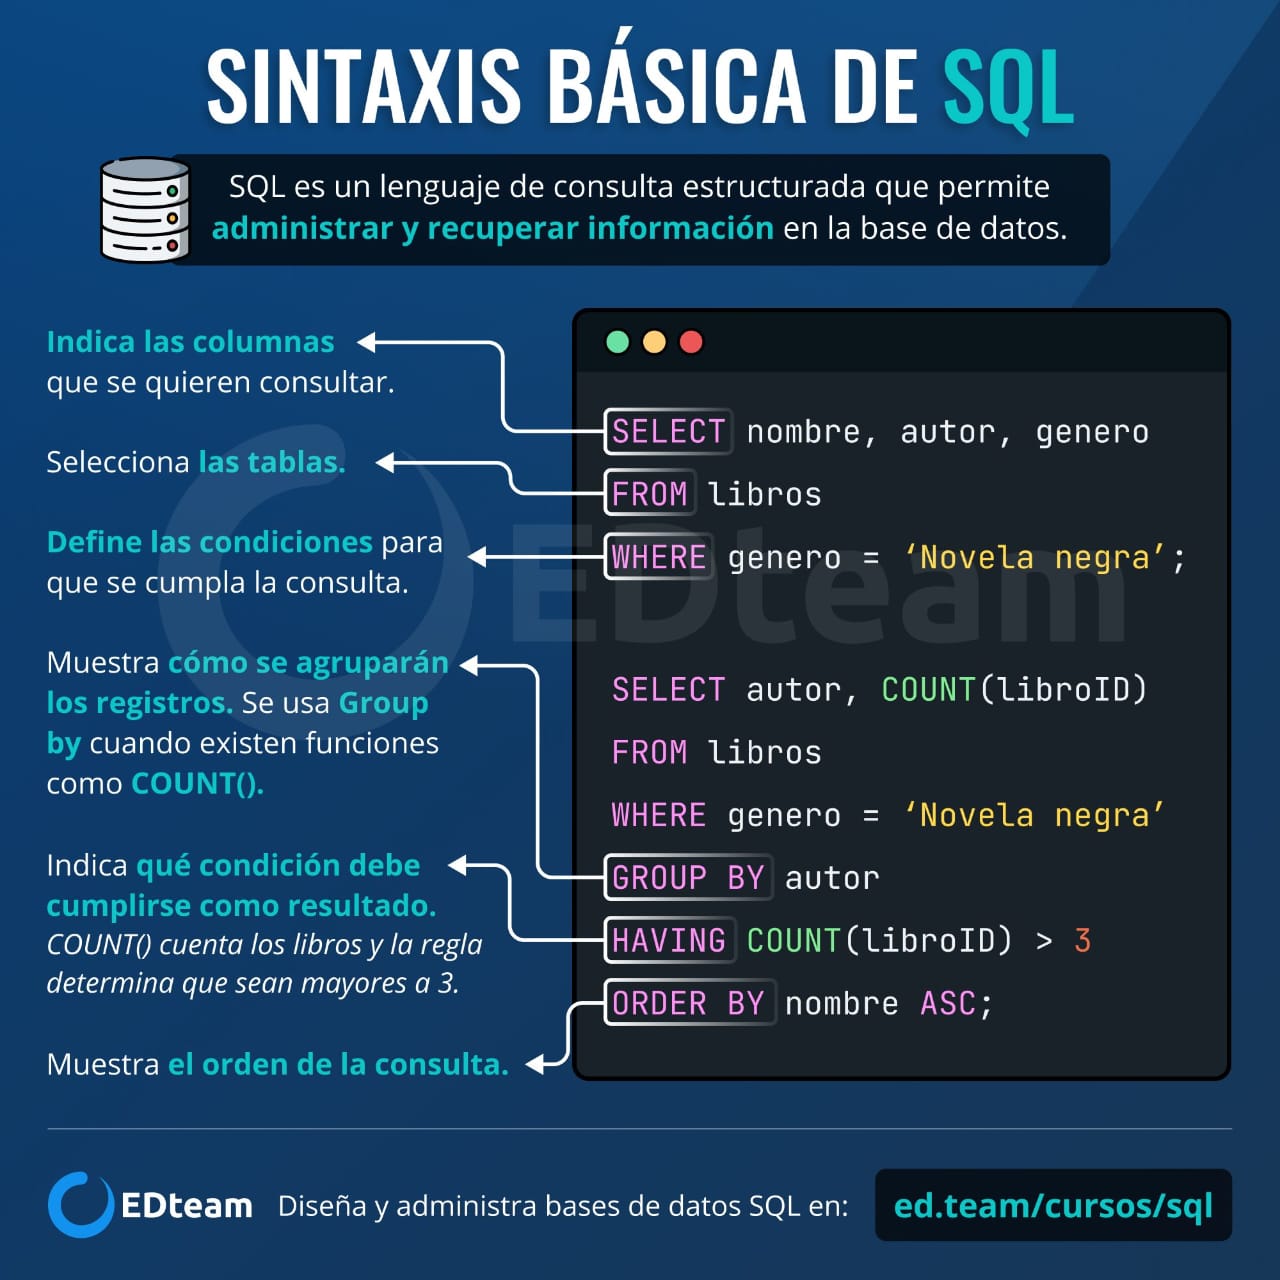 SINTAXIS BÁSICA DE SQL
SQL es un lenguaje de consulta estructurada que permite
administrar y recuperar información en la base de datos.
Indica las columnas
que se quieren consultar.
Selecciona las tablas.
Define las condiciones para
que se cumpla la consulta.
Muestra cómo se agruparán
los registros. Se usa Group
by cuando existen funciones
como COUNT().
Indica qué condición debe
cumplirse como resultado.
COUNT() cuenta los libros y la regla
determina que sean mayores a 3.
Muestra el orden de la consulta.
SELECT nombre, autor, genero
FROM libros
WHERE genero = ‘Novela negra’;
SELECT autor, COUNT(libroID)
FROM libros
WHERE genero = ‘Novela negra’
GROUP BY autor
HAVING COUNT(libroID) > 3
ORDER BY nombre ASC;
EDteam
EDteam Diseña y administra bases de datos SQL en: ed.team/cursos/sql